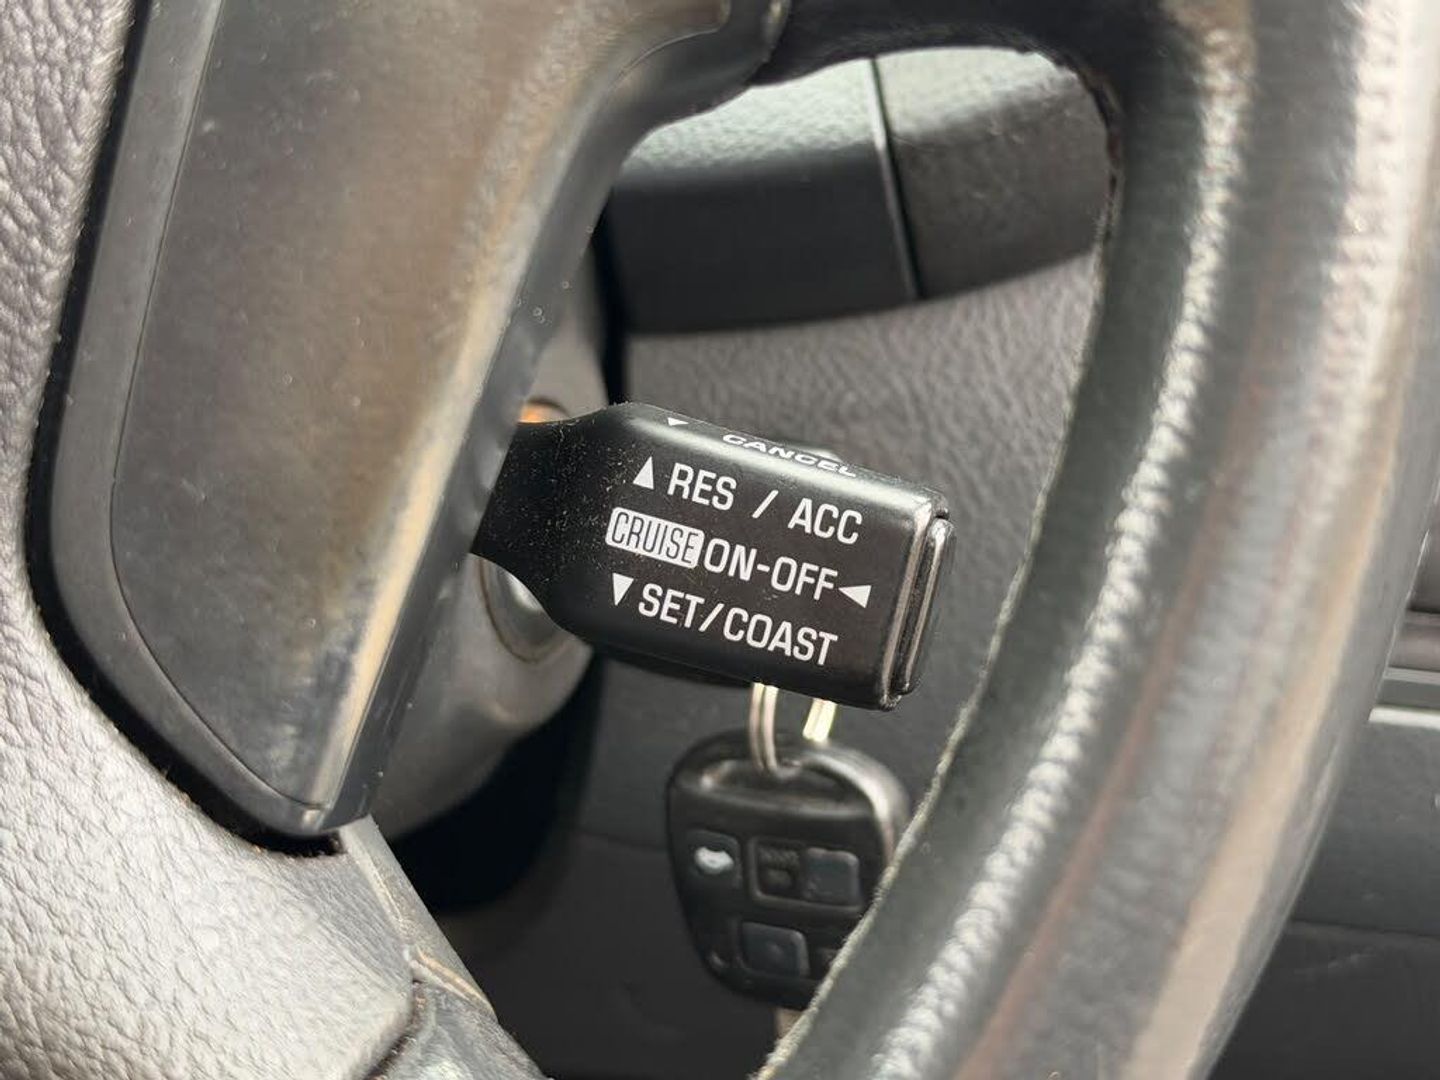 ▼ CANCEL
▲ RES / ACC
CRUISE ON-OFF ◀
▼ SET/COAST